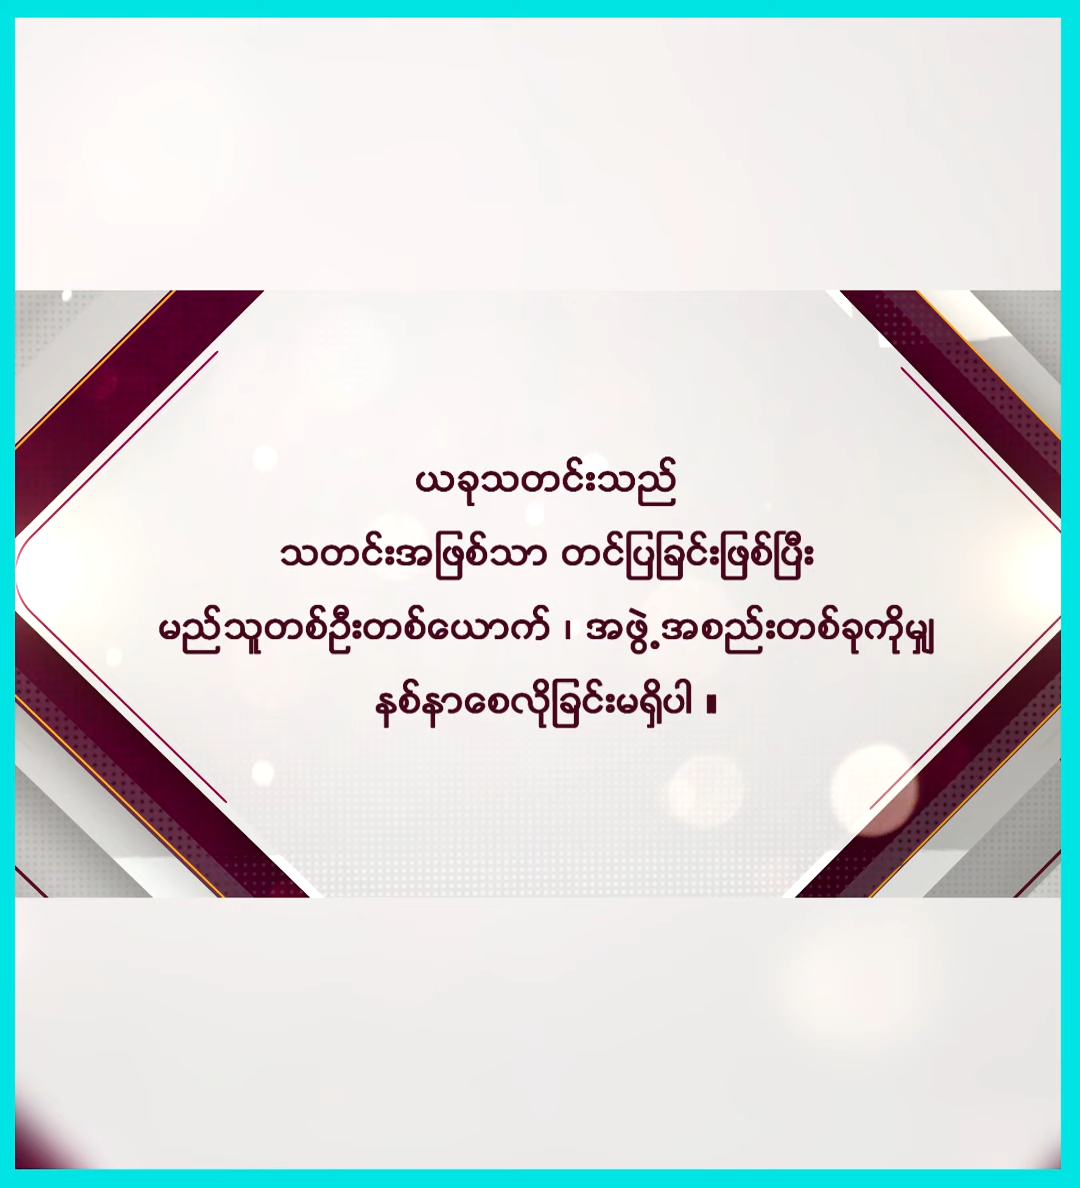 ယခုသတင်းသည်
သတင်းအဖြစ်သာ တင်ပြခြင်းဖြစ်ပြီး
မည်သူတစ်ဦးတစ်ယောက် ၊ အဖွဲ့အစည်းတစ်ခုကိုမျှ
နစ်နာစေလိုခြင်းမရှိပါ ။